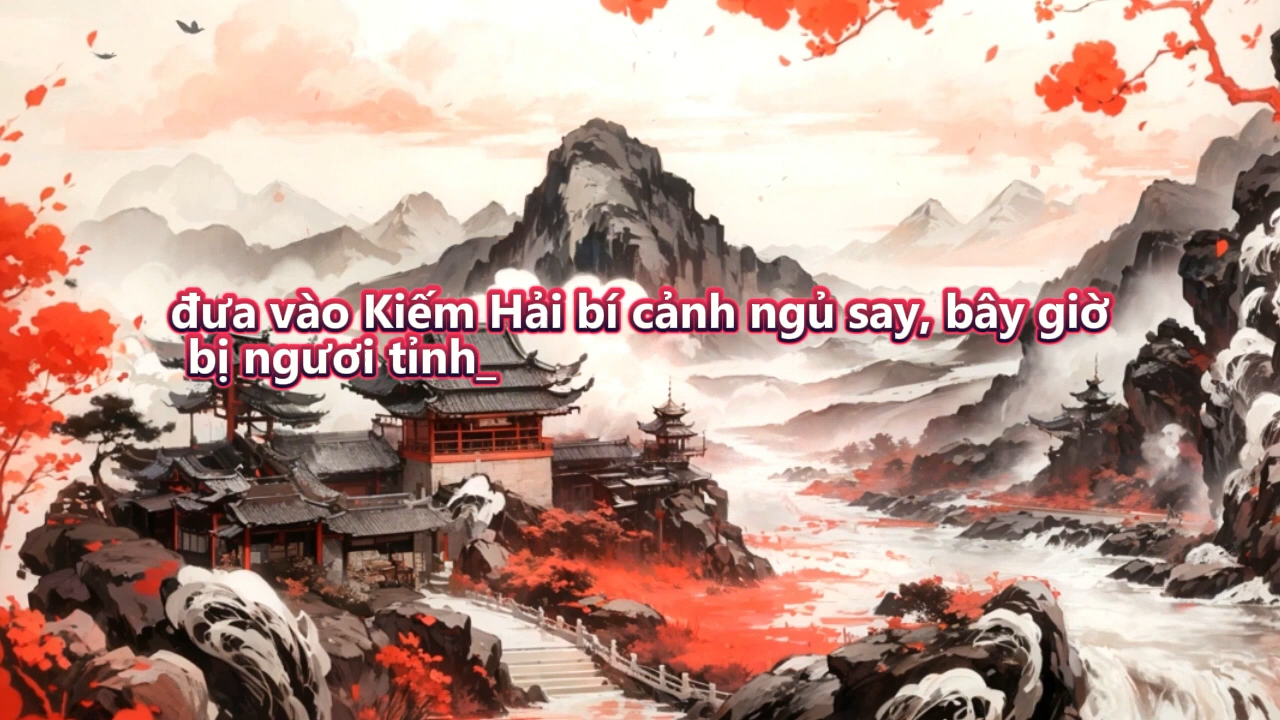 đưa vào Kiếm Hải bí cảnh ngủ say, bây giờ
bị ngươi tỉnh_